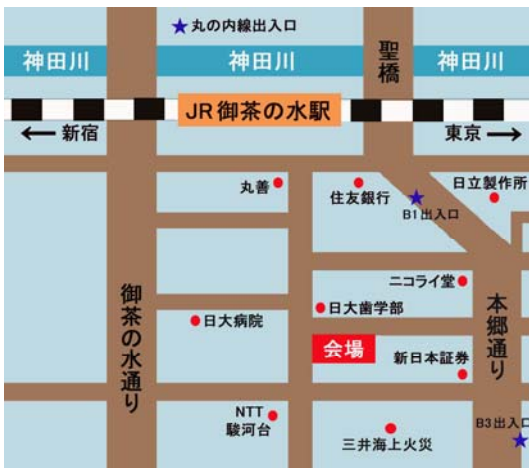 丸の内線出入口
聖橋
神田川
神田川
神田川
JR御茶の水駅
新宿
東京
丸善
住友銀行
日立製作所
B1出入口
ニコライ堂
日大歯学部
日大病院
御茶の水通り
本郷通り
会場
新日本証券
NTT
駿河台
三井海上火災
B3出入口